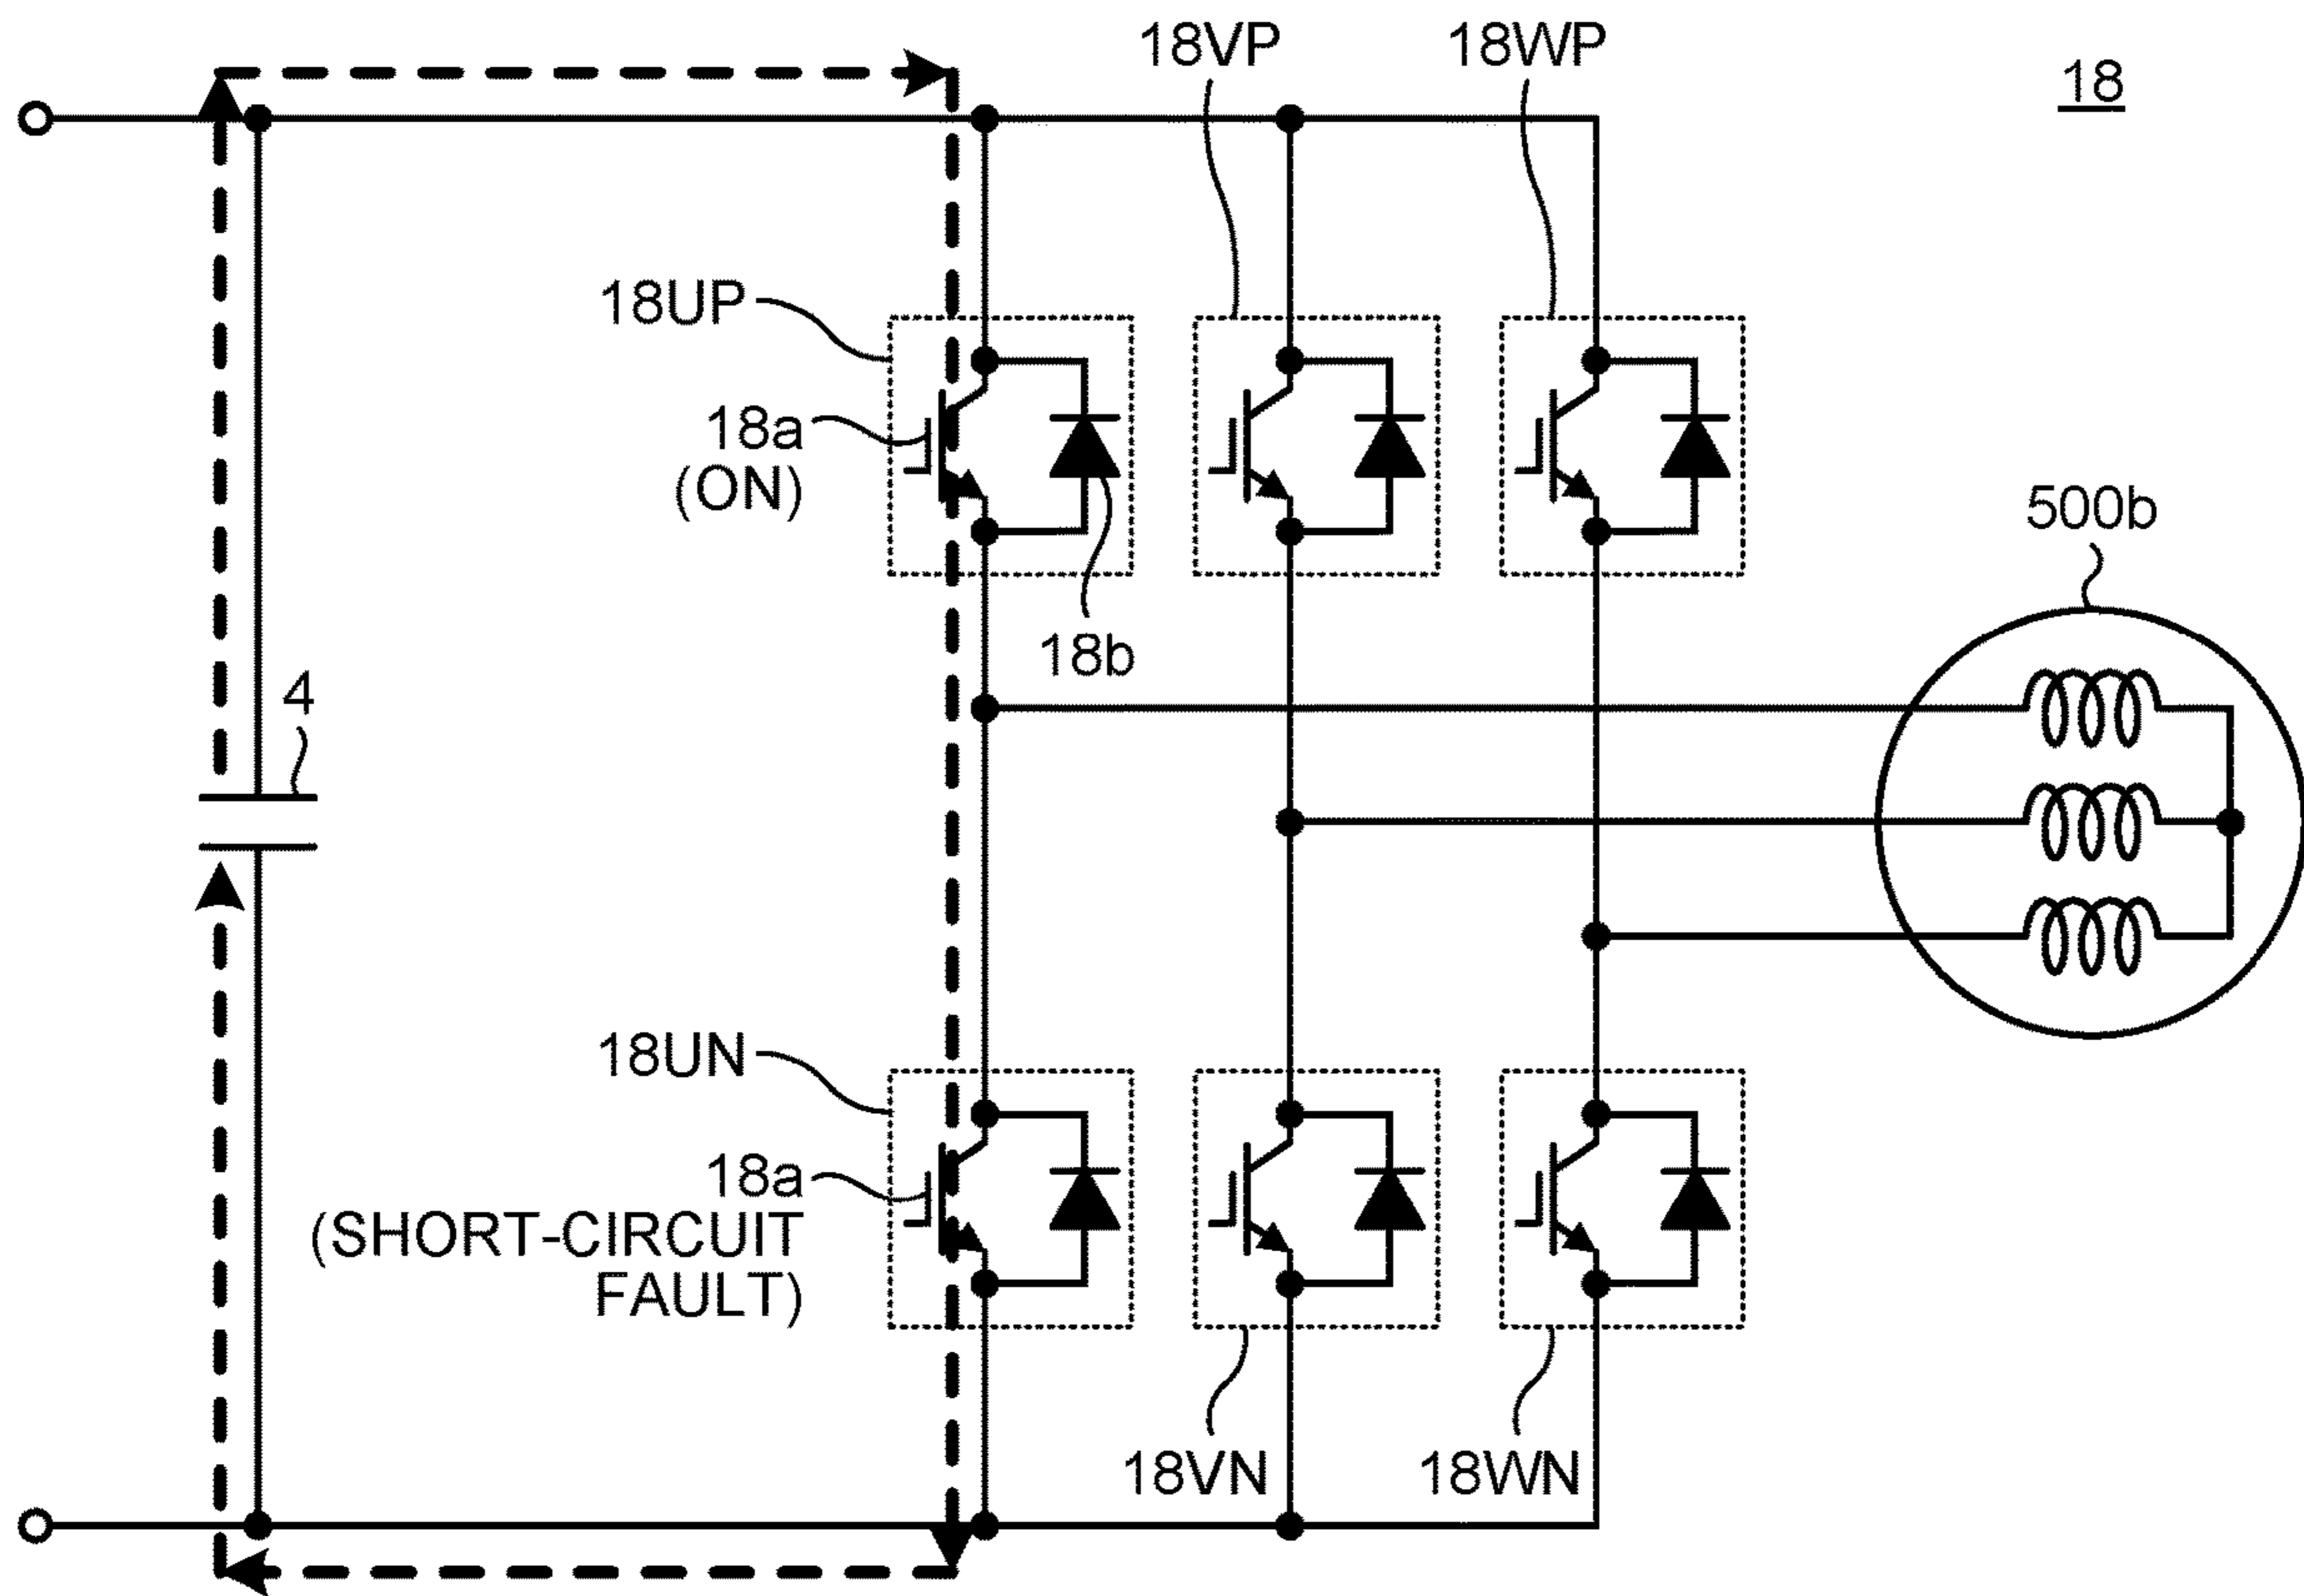 18VP
18WP
18
18UP
18a
(ON)
500b
18b
4
18UN
18a
(SHORT-CIRCUIT
FAULT)
18VN
18WN